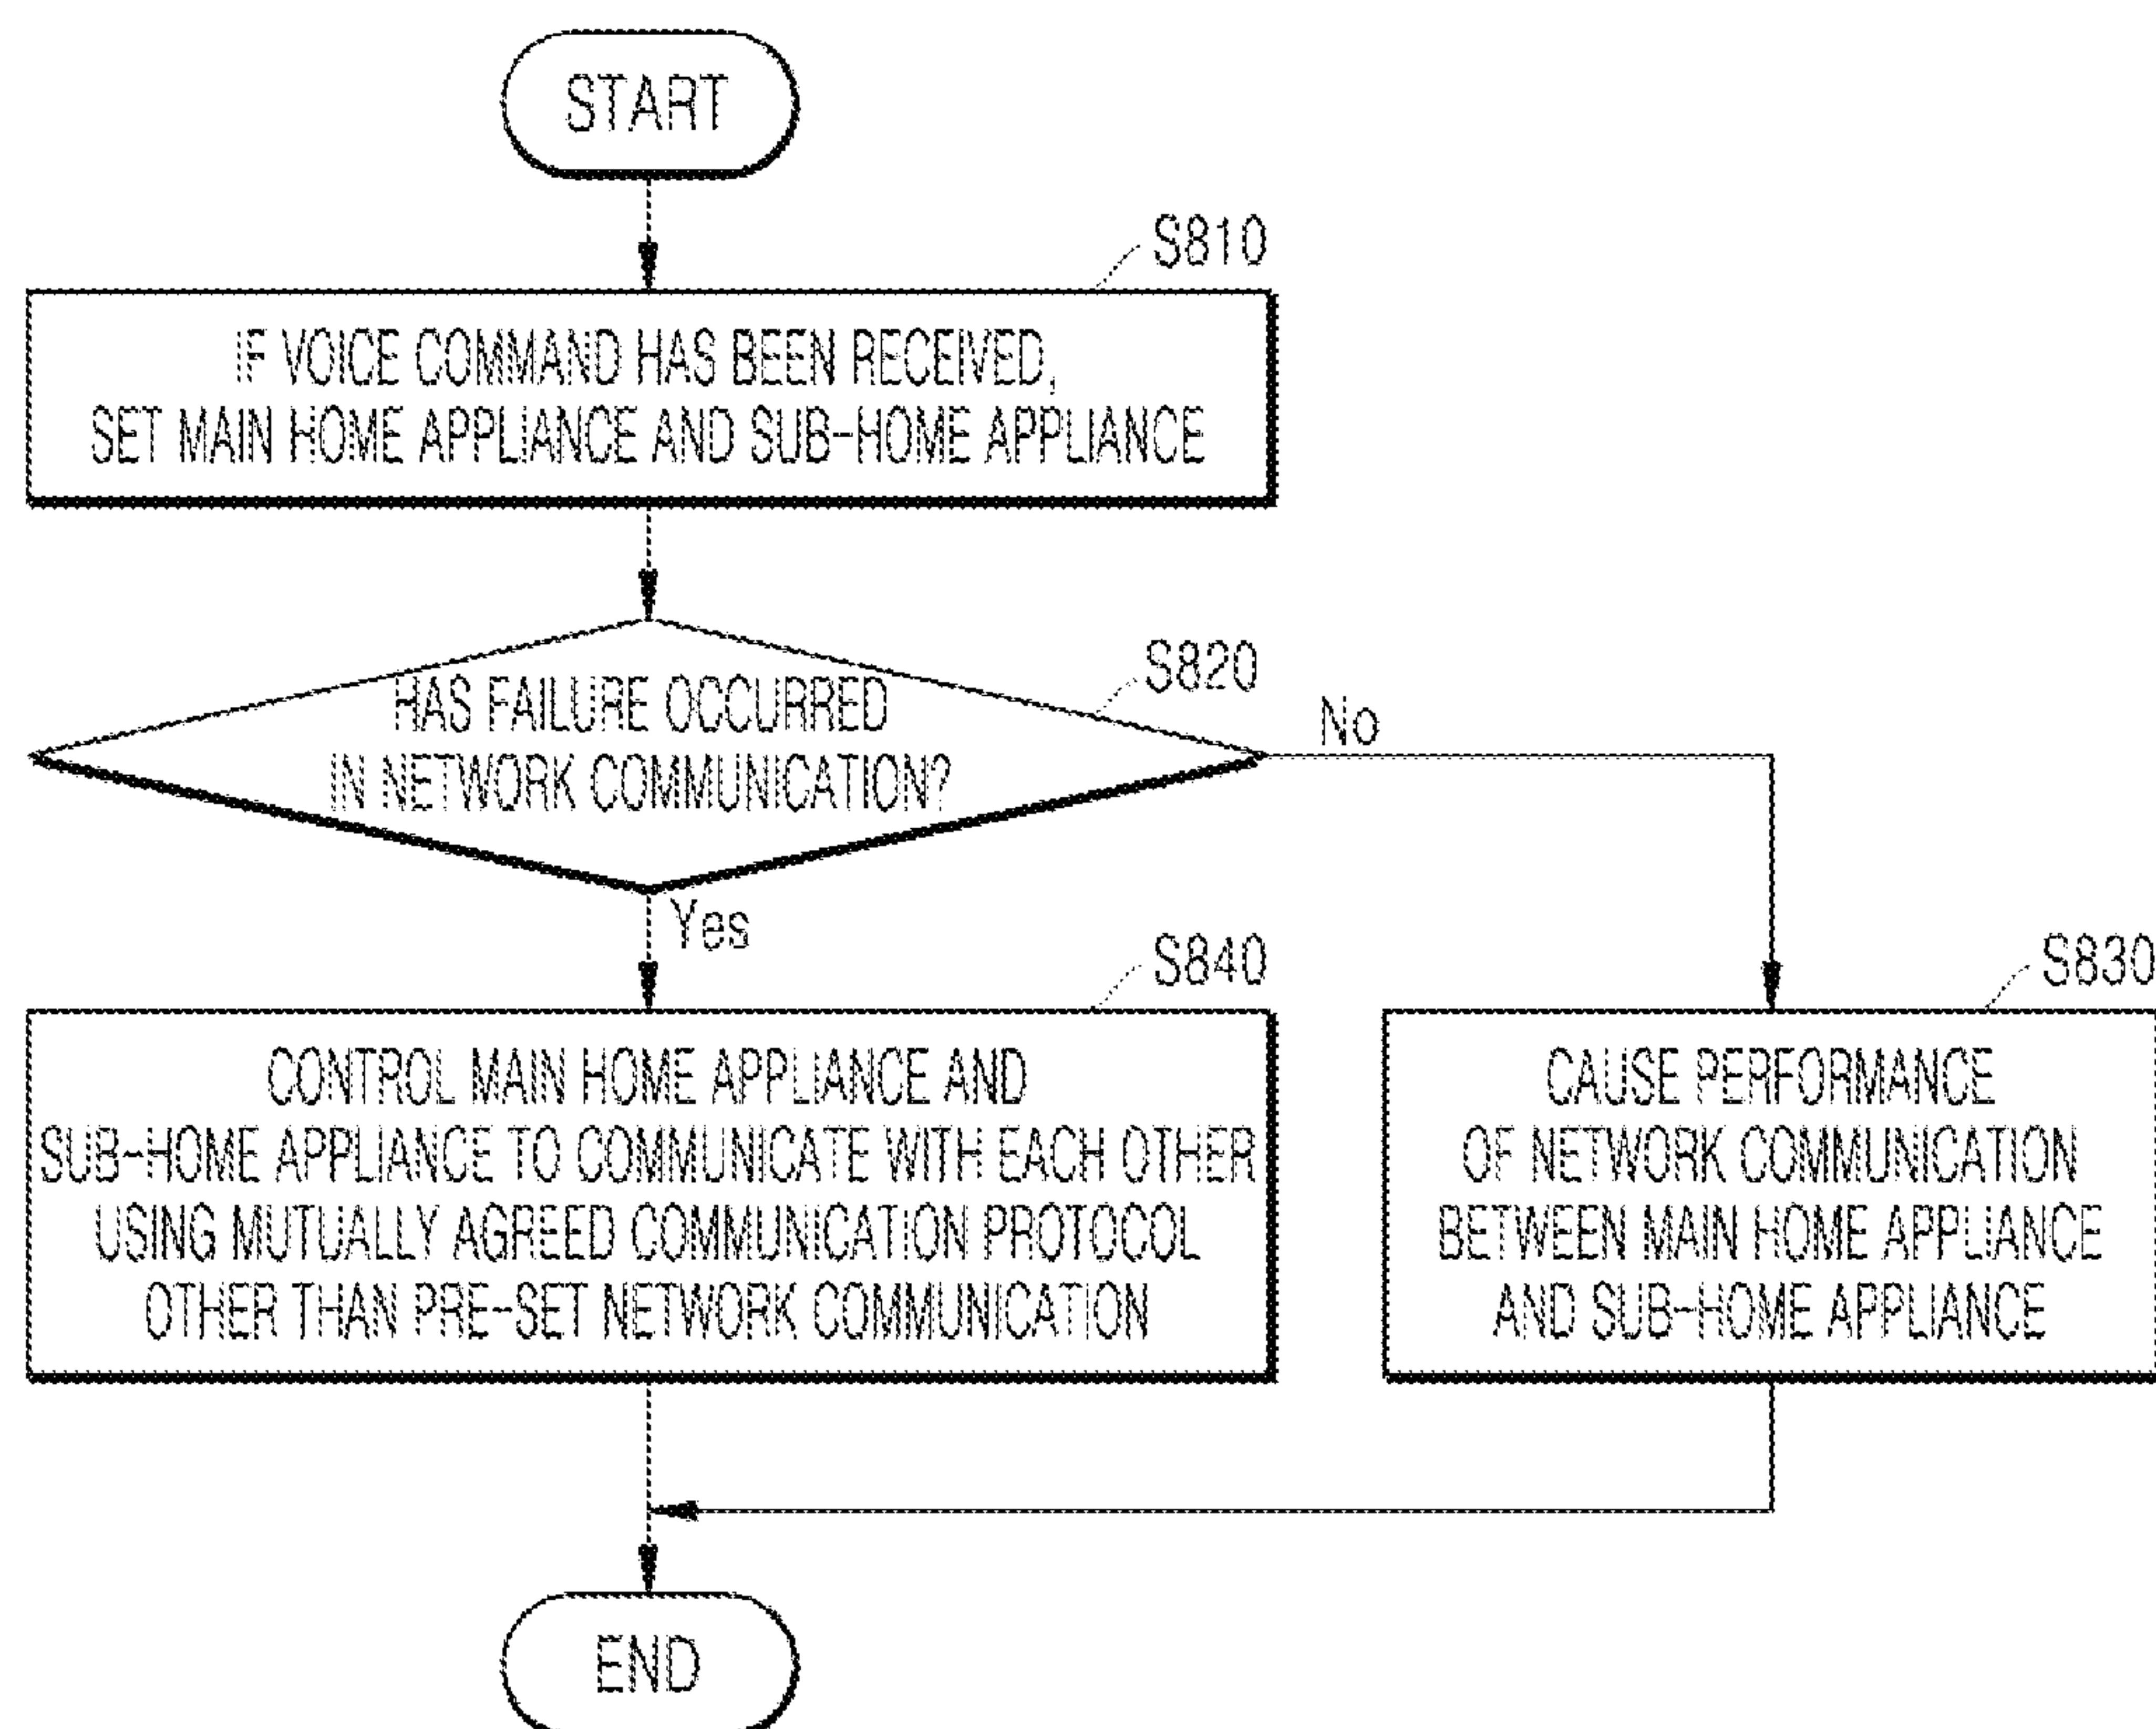 START
S810
IF VOICE COMMAND HAS BEEN RECEIVED,
SET MAIN HOME APPLIANCE AND SUB-HOME APPLIANCE
S820
HAS FAILURE OCCURRED
IN NETWORK COMMUNICATION?
No
Yes
S840
CONTROL MAIN HOME APPLIANCE AND
SUB-HOME APPLIANCE TO COMMUNICATE WITH EACH OTHER
USING MUTUALLY AGREED COMMUNICATION PROTOCOL
OTHER THAN PRE-SET NETWORK COMMUNICATION
S830
CAUSE PERFORMANCE
OF NETWORK COMMUNICATION
BETWEEN MAIN HOME APPLIANCE
AND SUB-HOME APPLIANCE
END